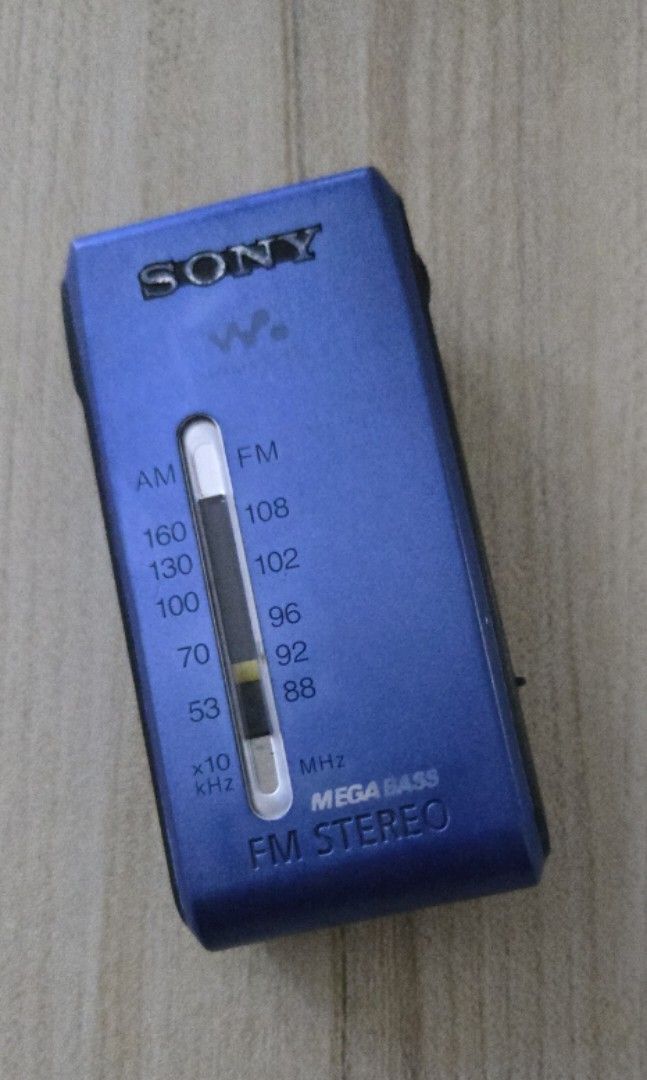 SONY
AM FM
160 108
130 102
100 96
70 92
53 88
x10 MHz
kHz
MEGA BASS
FM STEREO